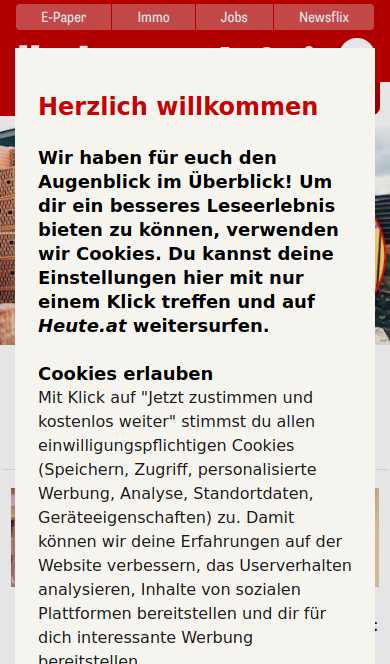 E-Paper Immo Jobs Newsflix
Herzlich willkommen
Wir haben für euch den
Augenblick im Überblick! Um
dir ein besseres Leseerlebnis
bieten zu können, verwenden
wir Cookies. Du kannst deine
Einstellungen hier mit nur
einem Klick treffen und auf
Heute.at weitersurfen.
Cookies erlauben
Mit Klick auf "Jetzt zustimmen und
kostenlos weiter" stimmst du allen
einwilligungspflichtigen Cookies
(Speichern, Zugriff, personalisierte
Werbung, Analyse, Standortdaten,
Geräteeigenschaften) zu. Damit
können wir deine Erfahrungen auf der
Website verbessern, das Userverhalten
analysieren, Inhalte von sozialen
Plattformen bereitstellen und dir für
dich interessante Werbung
bereitstellen